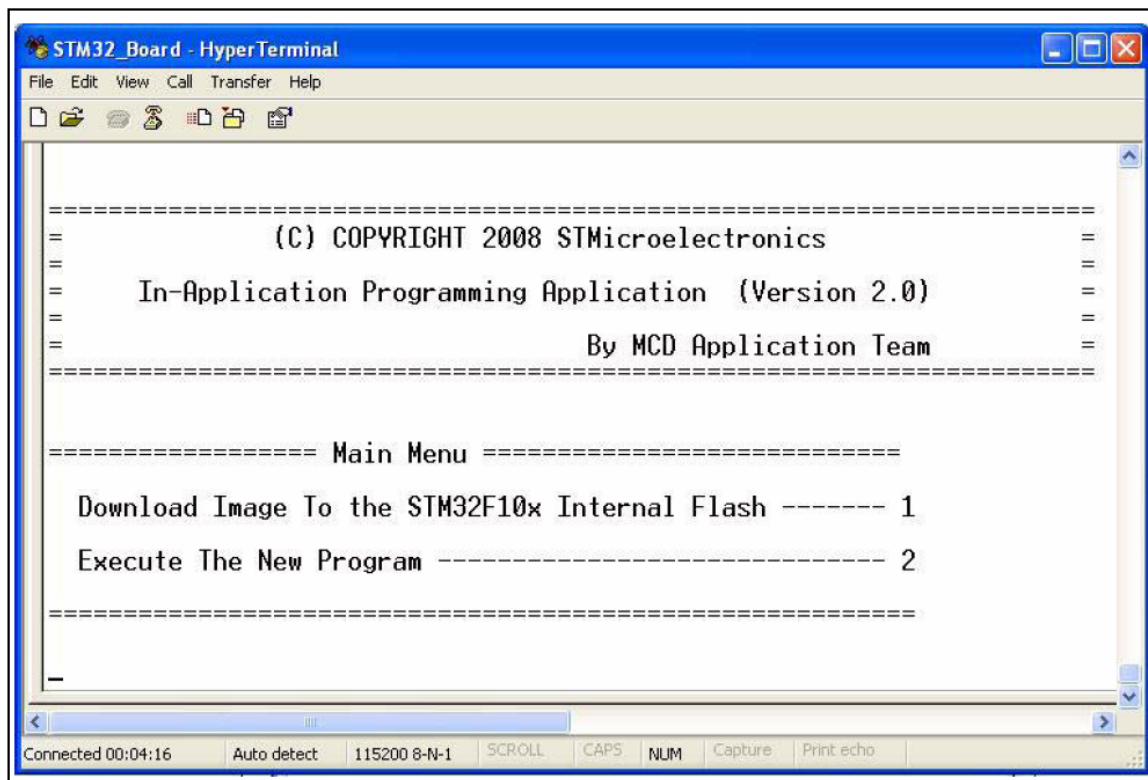 STM32_Board - HyperTerminal
File Edit View Call Transfer Help
=======================================================================
= (C) COPYRIGHT 2008 STMicroelectronics =
= =
= In-Application Programming Application (Version 2.0) =
= =
= By MCD Application Team =
=======================================================================
================== Main Menu ============================
Download Image To the STM32F10x Internal Flash ------- 1
Execute The New Program ------------------------------- 2
===========================================================
_
Connected 00:04:16 Auto detect 115200 8-N-1 SCROLL CAPS NUM Capture Print echo